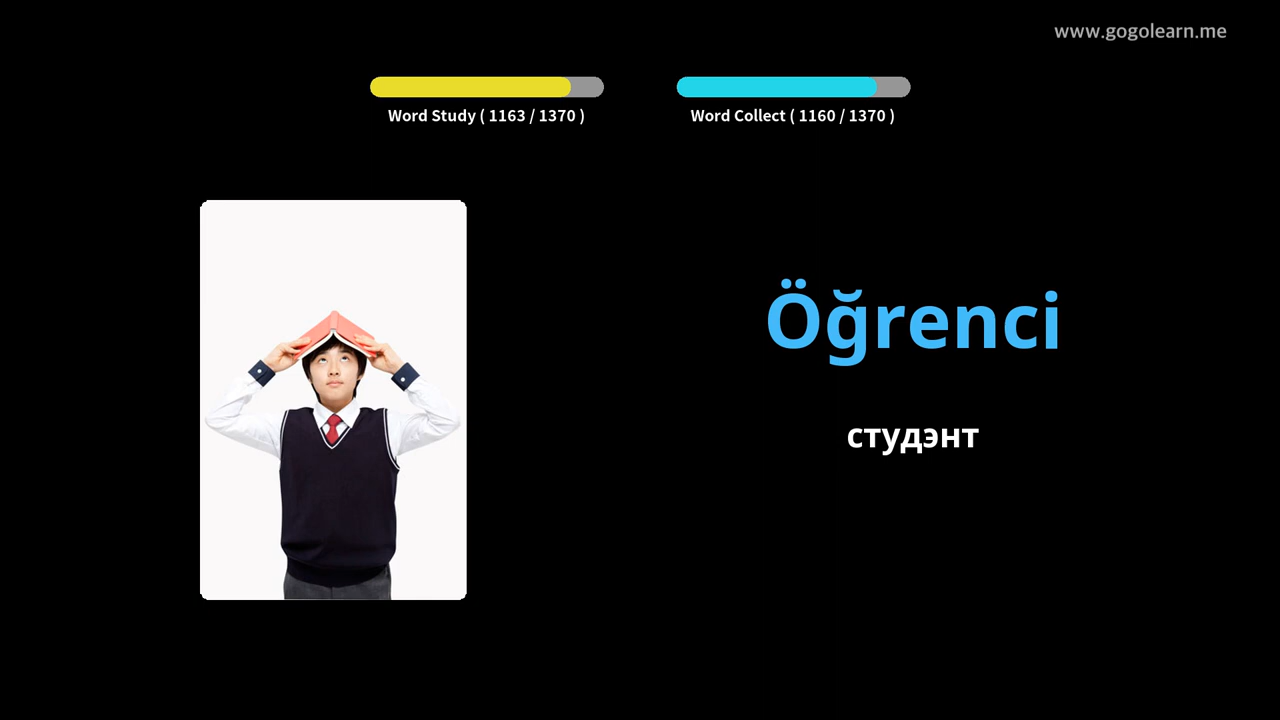 www.gogolearn.me
Word Study ( 1163 / 1370 )
Word Collect ( 1160 / 1370 )
Öğrenci
студэнт